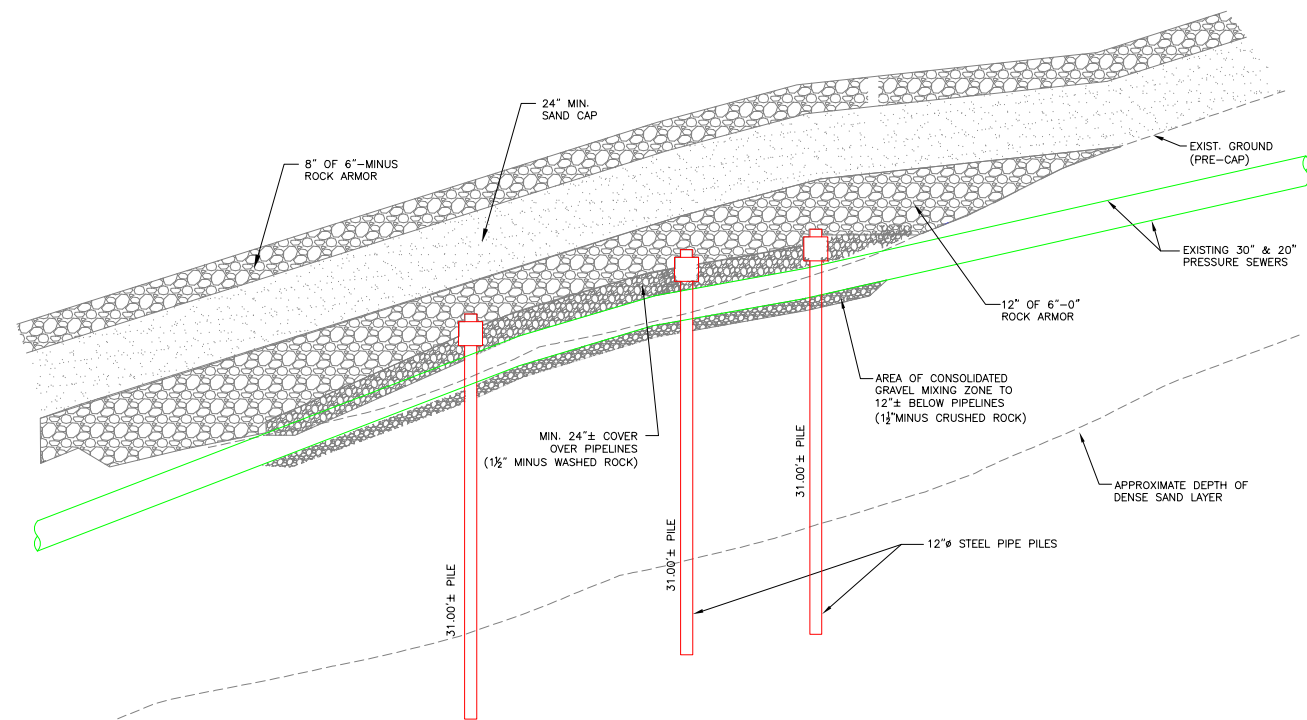 24" MIN.
SAND CAP
8" OF 6"-MINUS
ROCK ARMOR
EXIST. GROUND
(PRE-CAP)
EXISTING 30" & 20"
PRESSURE SEWERS
12" OF 6"-0"
ROCK ARMOR
AREA OF CONSOLIDATED
GRAVEL MIXING ZONE TO
12"± BELOW PIPELINES
(1½"MINUS CRUSHED ROCK)
MIN. 24"± COVER
OVER PIPELINES
(1½" MINUS WASHED ROCK)
31.00'± PILE
31.00'± PILE
31.00'± PILE
APPROXIMATE DEPTH OF
DENSE SAND LAYER
12"ø STEEL PIPE PILES